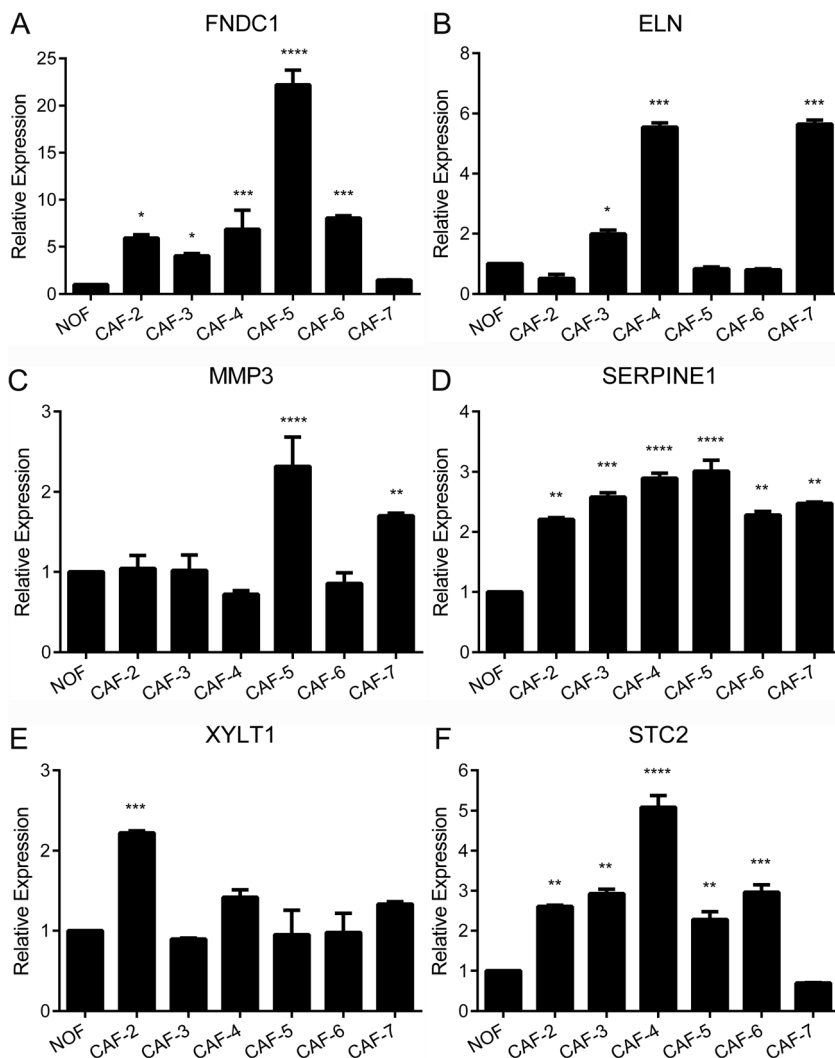 A FNDC1
Relative Expression
25
20
15
10
5
0
* * *** **** ***
NOF CAF-2 CAF-3 CAF-4 CAF-5 CAF-6 CAF-7
B ELN
Relative Expression
8
6
4
2
0
* *** ***
NOF CAF-2 CAF-3 CAF-4 CAF-5 CAF-6 CAF-7
C MMP3
Relative Expression
3
2
1
0
**** **
NOF CAF-2 CAF-3 CAF-4 CAF-5 CAF-6 CAF-7
D SERPINE1
Relative Expression
4
3
2
1
0
** *** **** **** ** **
NOF CAF-2 CAF-3 CAF-4 CAF-5 CAF-6 CAF-7
E XYLT1
Relative Expression
3
2
1
0
***
NOF CAF-2 CAF-3 CAF-4 CAF-5 CAF-6 CAF-7
F STC2
Relative Expression
6
5
4
3
2
1
0
** ** **** ** ***
NOF CAF-2 CAF-3 CAF-4 CAF-5 CAF-6 CAF-7